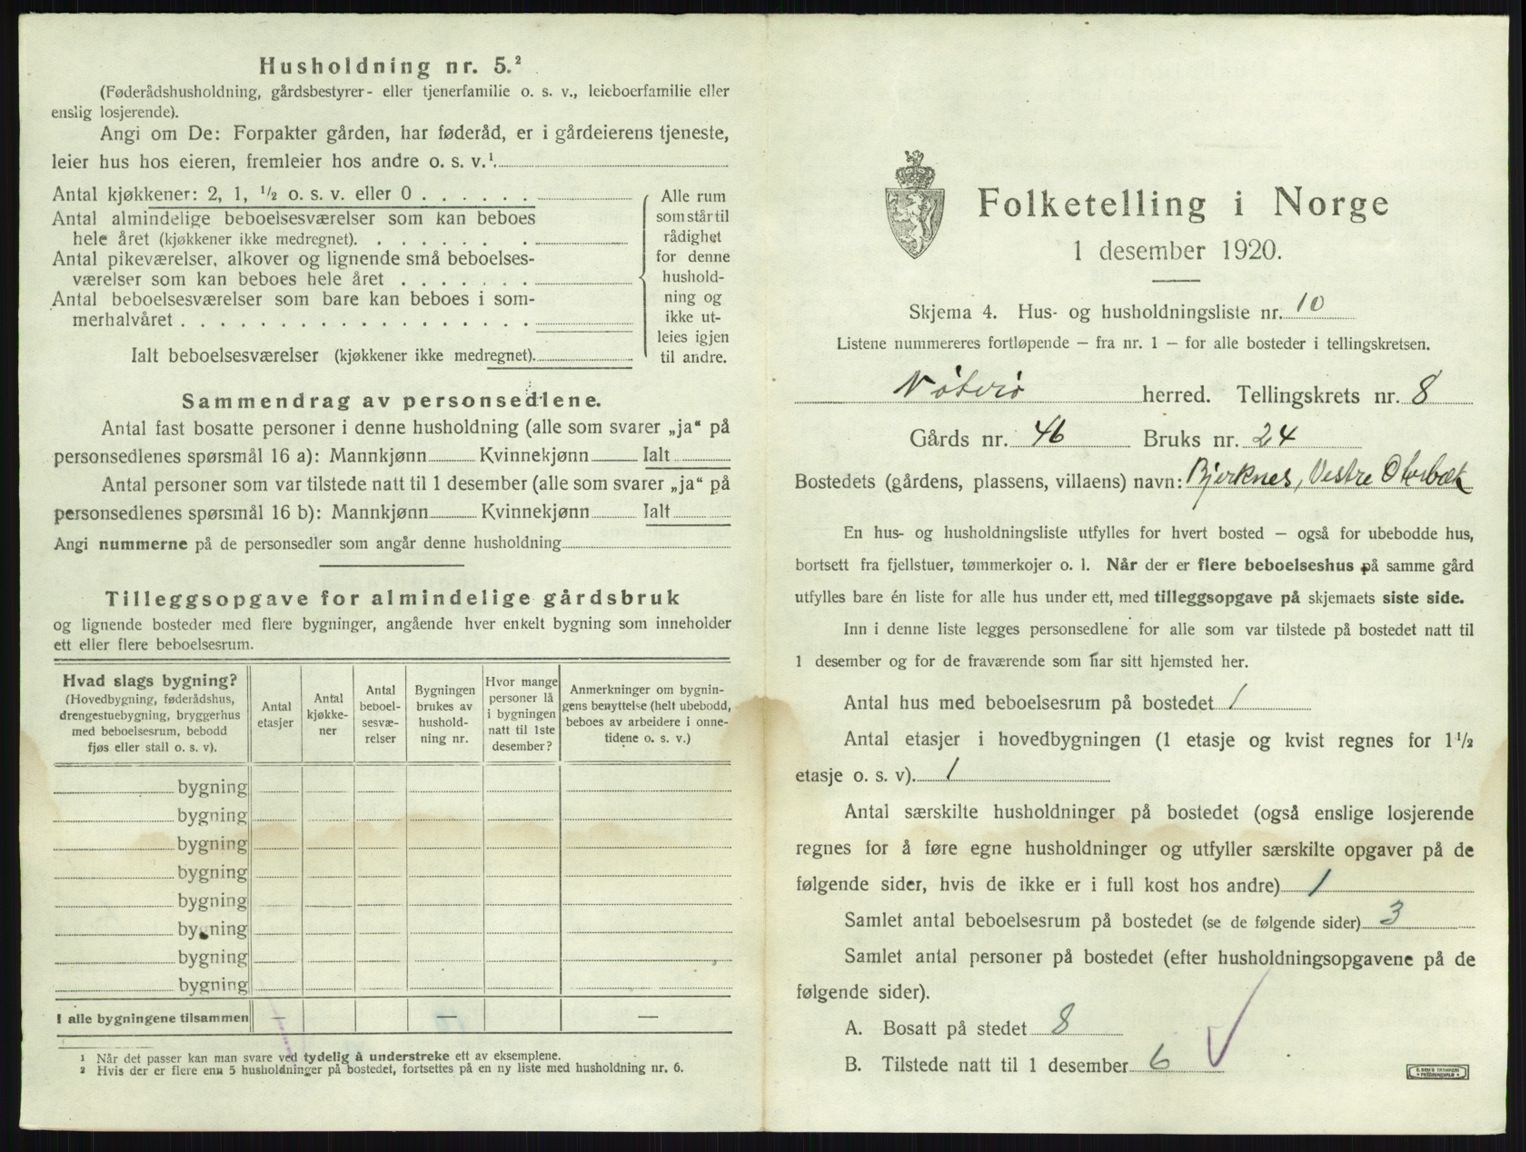 Husholdning nr. 5.²
(Føderådshusholdning, gårdsbestyrer- eller tjenerfamilie o. s. v., leieboerfamilie eller
enslig losjerende).
Angi om De: Forpakter gården, har føderåd, er i gårdeierens tjeneste,
leier hus hos eieren, fremleier hos andre o. s. v.¹
Antal kjøkkener: 2, 1, ½ o. s. v. eller 0
Antal almindelige beboelsesværelser som kan beboes
hele året (kjøkkener ikke medregnet).
Antal pikeværelser, alkover og lignende små beboelses-
værelser som kan beboes hele året
Antal beboelsesværelser som bare kan beboes i som-
merhalvåret
Ialt beboelsesværelser (kjøkkener ikke medregnet).
Alle rum
som står til
rådighet
for denne
hushold-
ning og
ikke ut-
leies igjen
til andre.
Sammendrag av personsedlene.
Antal fast bosatte personer i denne husholdning (alle som svarer „ja“ på
personsedlenes spørsmål 16 a): Mannkjønn Kvinnekjønn Ialt
Antal personer som var tilstede natt til 1 desember (alle som svarer „ja“ på
personsedlenes spørsmål 16 b): Mannkjønn Kvinnekjønn Ialt
Angi nummerne på de personsedler som angår denne husholdning
Tilleggsopgave for almindelige gårdsbruk
og lignende bosteder med flere bygninger, angående hver enkelt bygning som inneholder
ett eller flere beboelsesrum.
Hvad slags bygning?
(Hovedbygning, føderådshus,
drengestuebygning, bryggerhus
med beboelsesrum, bebodd
fjøs eller stall o. s. v).
Antal
etasjer
Antal
kjøkke-
ner
Antal
beboel-
sesvæ-
relser
Bygningen
brukes av
hushold-
ning nr.
Hvor mange
personer lå
i bygningen
natt til 1ste
desember?
Anmerkninger om bygnin-
gens benyttelse (helt ubebodd,
beboes av arbeidere i onne-
tidene o. s. v.)
bygning
bygning
bygning
bygning
bygning
bygning
bygning
bygning
I alle bygningene tilsammen — — —
¹ Når det passer kan man svare ved tydelig å understreke ett av eksemplene.
² Hvis der er flere enn 5 husholdninger på bostedet, fortsettes på en ny liste med husholdning nr. 6.
Folketelling i Norge
1 desember 1920.
Skjema 4. Hus- og husholdningsliste nr. 10
Listene nummereres fortløpende — fra nr. 1 — for alle bosteder i tellingskretsen.
Nøterø herred. Tellingskrets nr. 8
Gårds nr. 46 Bruks nr. 24
Bostedets (gårdens, plassens, villaens) navn: Bjerknes, Vestre
En hus- og husholdningsliste utfylles for hvert bosted — også for ubebodde hus,
bortsett fra fjellstuer, tømmerkojer o. l. Når der er flere beboelseshus på samme gård
utfylles bare én liste for alle hus under ett, med tilleggsopgave på skjemaets siste side.
Inn i denne liste legges personsedlene for alle som var tilstede på bostedet natt til
1 desember og for de fraværende som har sitt hjemsted her.
Antal hus med beboelsesrum på bostedet 1
Antal etasjer i hovedbygningen (1 etasje og kvist regnes for 1½
etasje o. s. v). 1
Antal særskilte husholdninger på bostedet (også enslige losjerende
regnes for å føre egne husholdninger og utfyller særskilte opgaver på de
følgende sider, hvis de ikke er i full kost hos andre) 1
Samlet antal beboelsesrum på bostedet (se de følgende sider) 3
Samlet antal personer på bostedet (efter husholdningsopgavene på de
følgende sider).
A. Bosatt på stedet 8
B. Tilstede natt til 1 desember 6